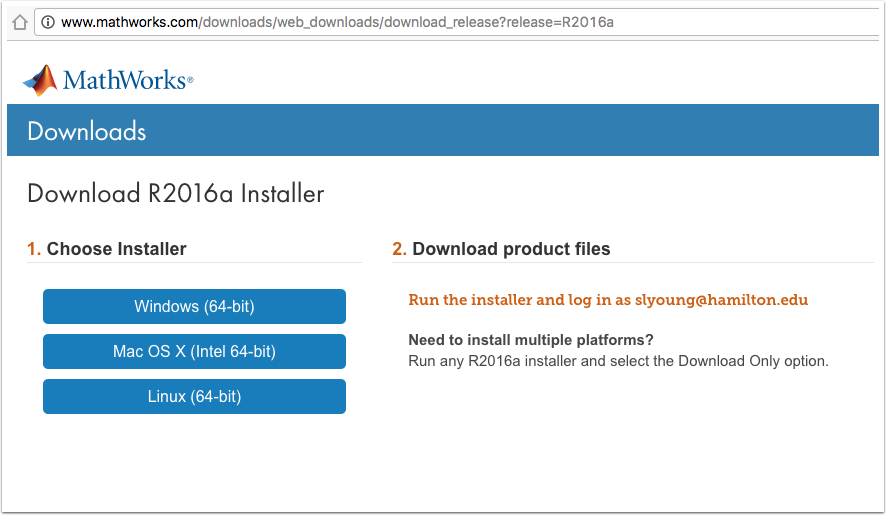 www.mathworks.com/downloads/web_downloads/download_release?release=R2016a
MathWorks®
Downloads
Download R2016a Installer
1. Choose Installer
Windows (64-bit)
Mac OS X (Intel 64-bit)
Linux (64-bit)
2. Download product files
Run the installer and log in as slyoung@hamilton.edu
Need to install multiple platforms?
Run any R2016a installer and select the Download Only option.